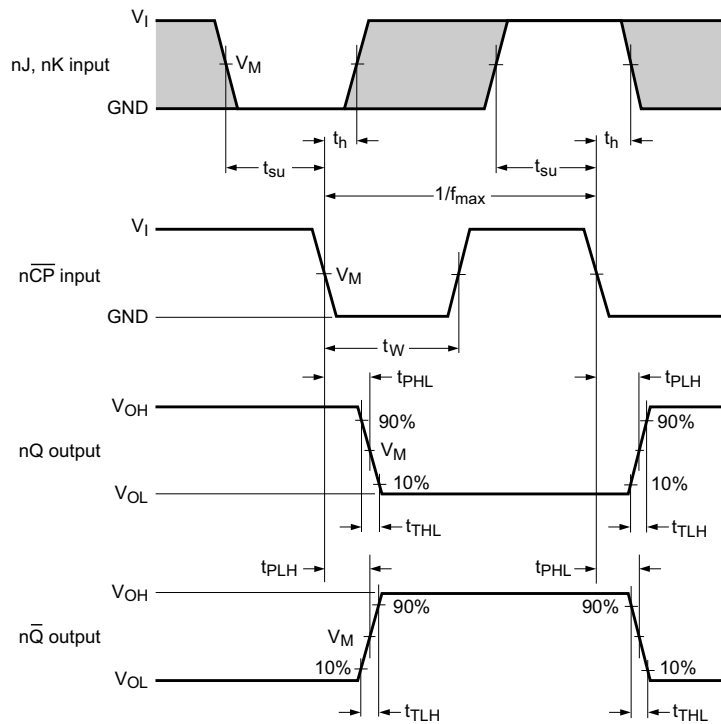 V_I
nJ, nK input
V_M
GND
t_h t_h
t_su t_su
1/f_max
V_I
nC̅P̅ input
V_M
GND
t_W
t_PHL t_PLH
V_OH
90% 90%
nQ output
V_M
10% 10%
V_OL
t_THL t_TLH
t_PLH t_PHL
V_OH
90% 90%
nQ̅ output
V_M
10% 10%
V_OL
t_TLH t_THL